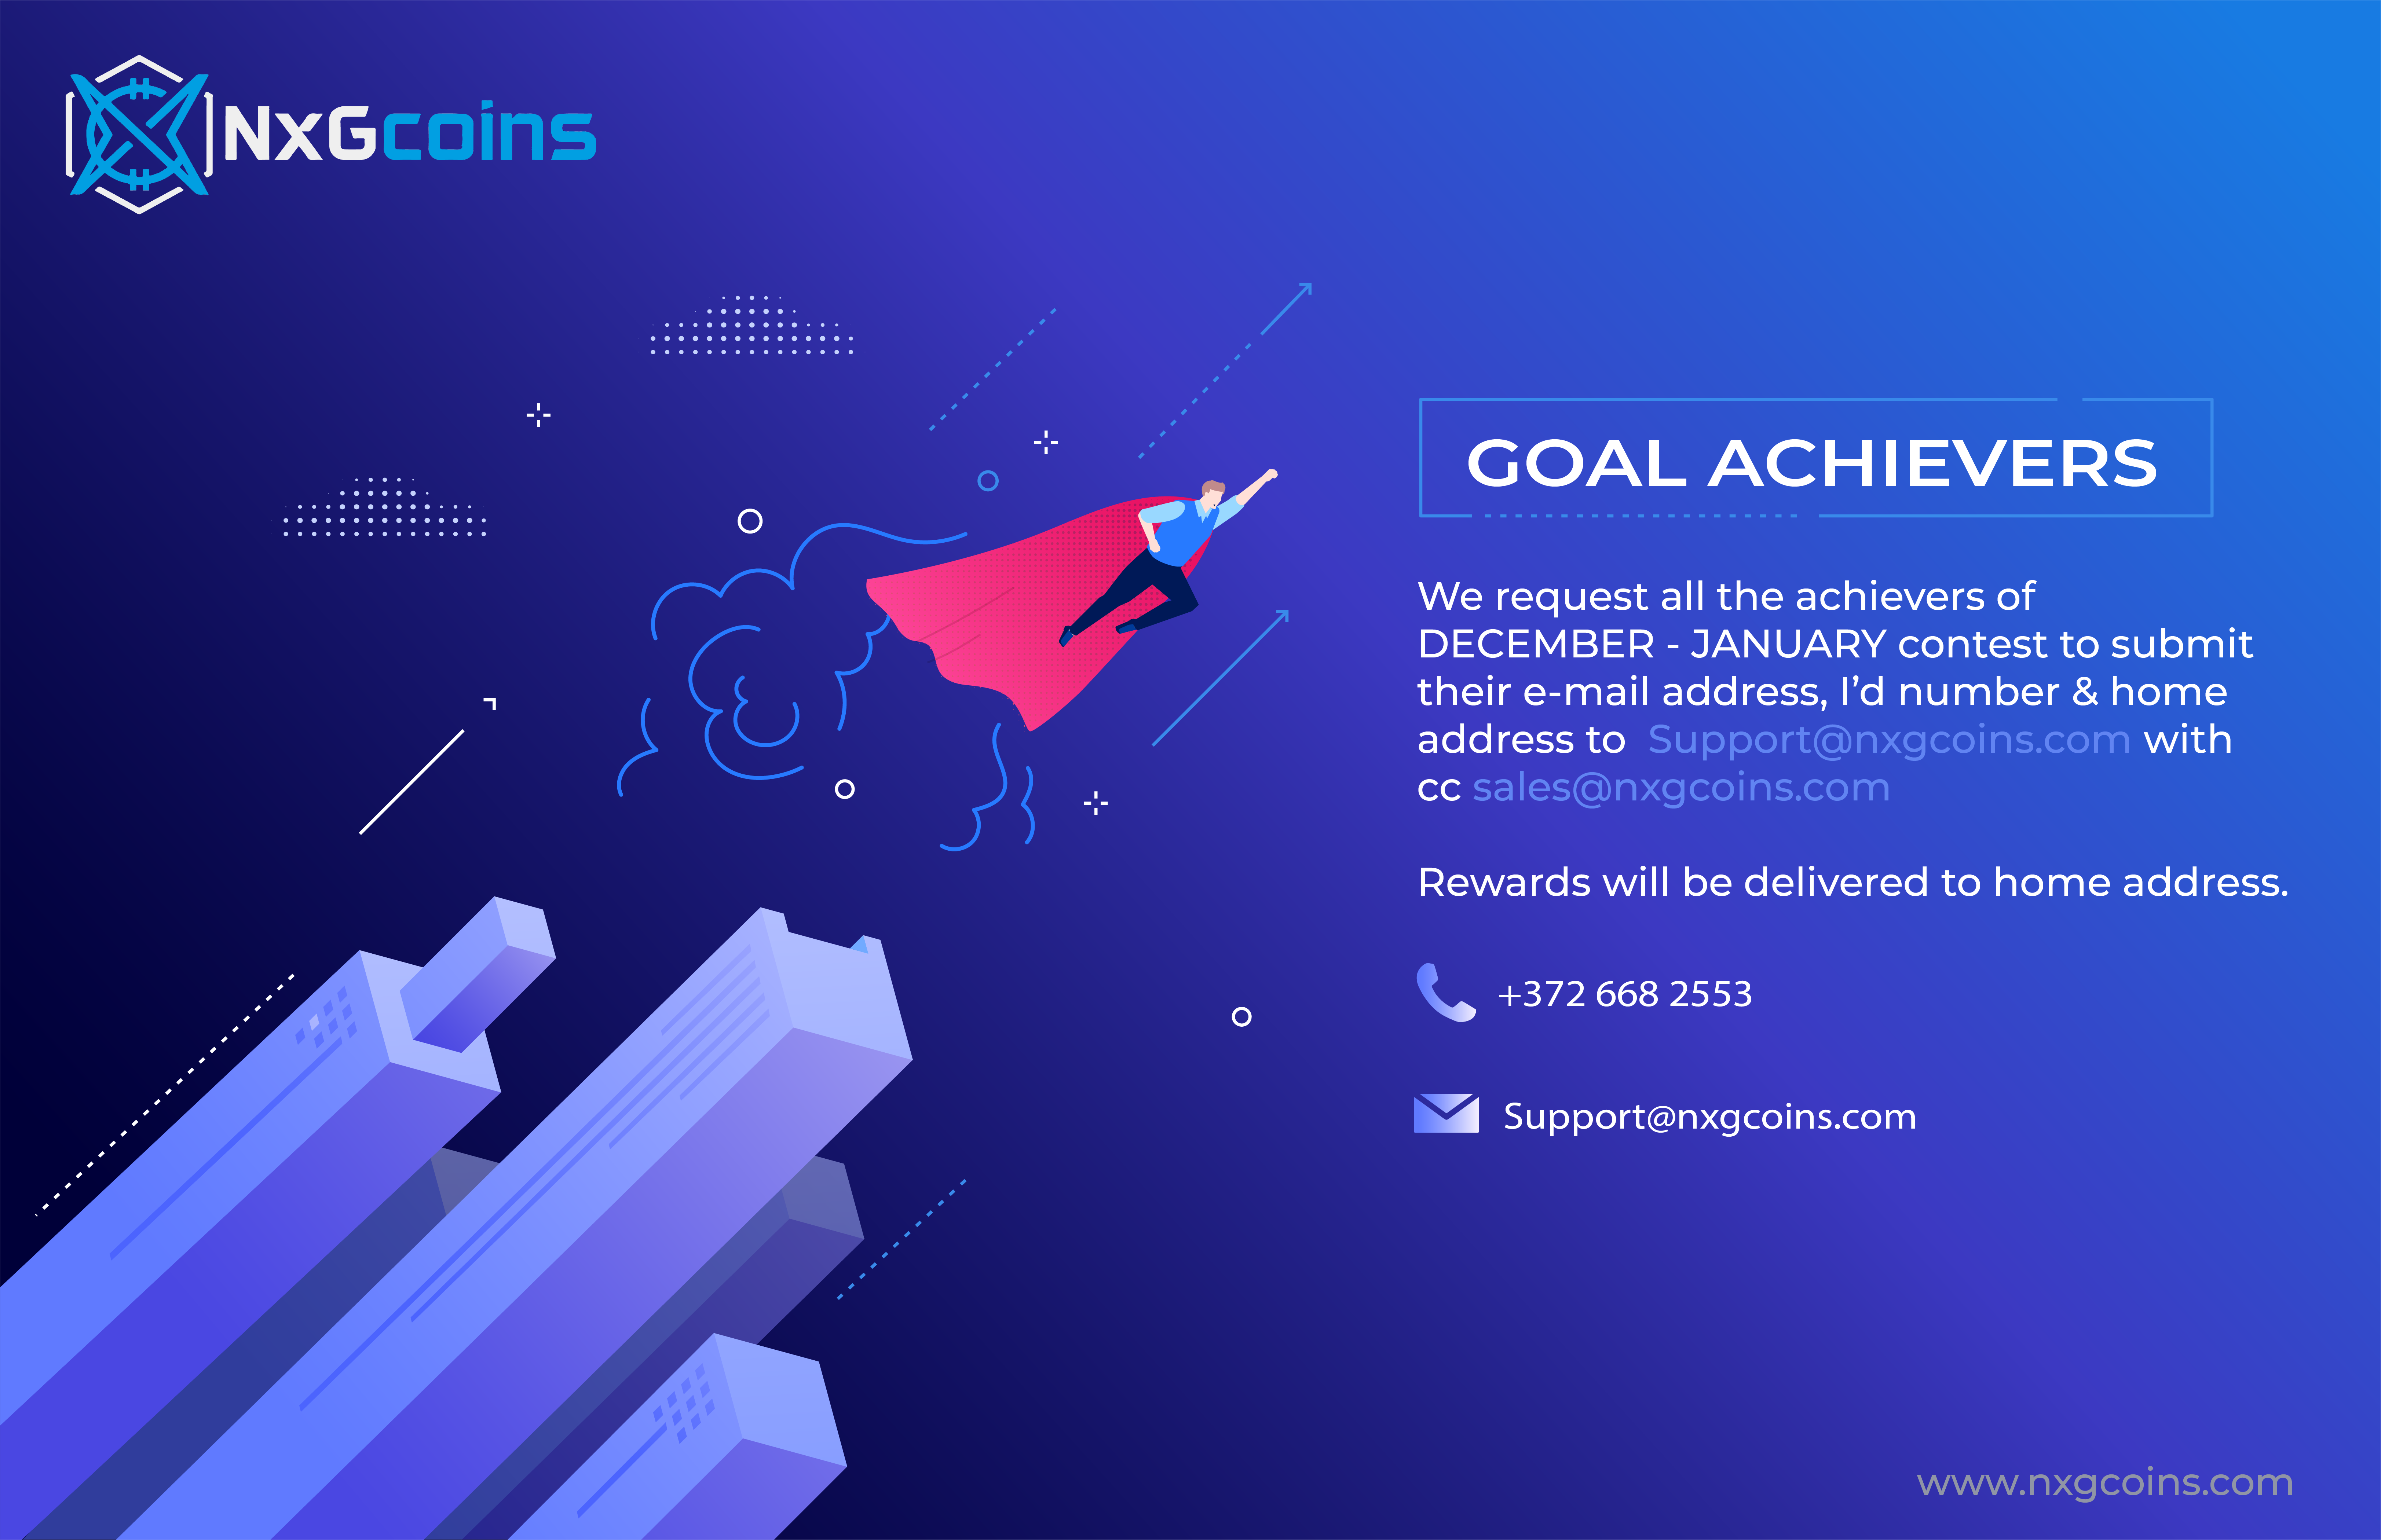 NxGcoins
GOAL ACHIEVERS
We request all the achievers of
DECEMBER - JANUARY contest to submit
their e-mail address, I’d number & home
address to Support@nxgcoins.com with
cc sales@nxgcoins.com
Rewards will be delivered to home address.
+372 668 2553
Support@nxgcoins.com
www.nxgcoins.com